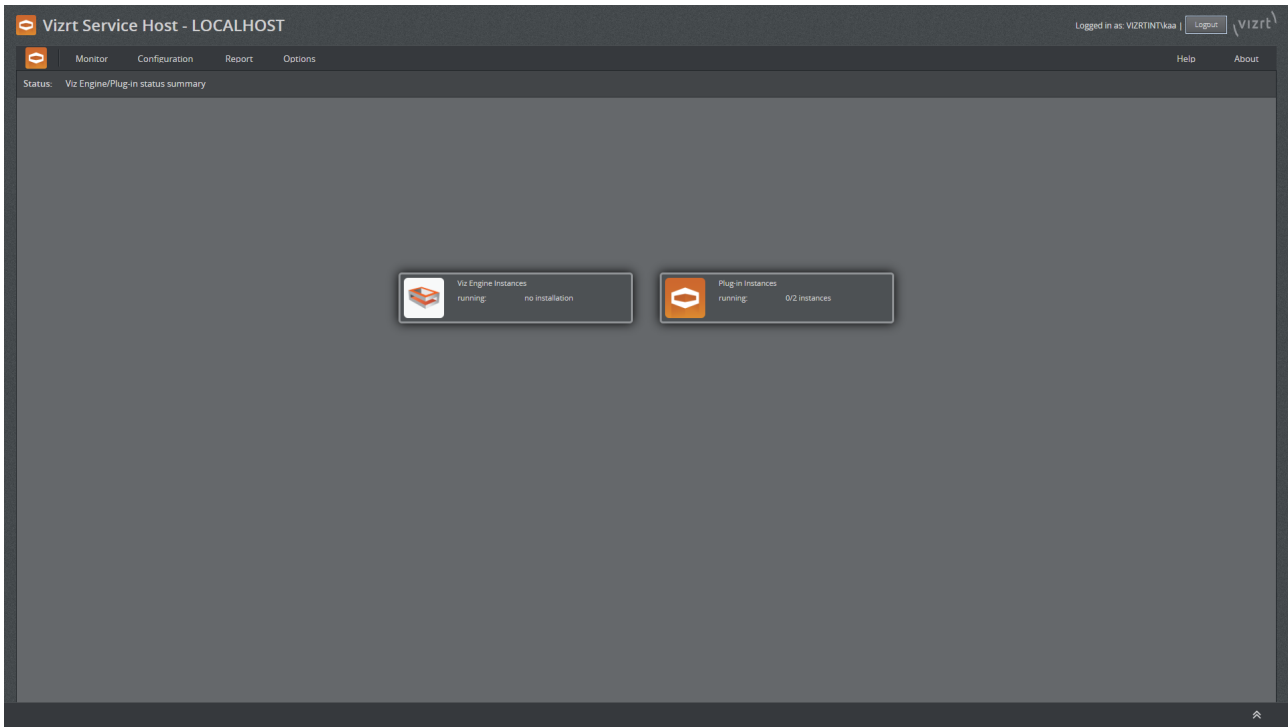 Vizrt Service Host - LOCALHOST
Logged in as: VIZRTINT\kaa | Logout vizrt
Monitor Configuration Report Options Help About
Status: Viz Engine/Plug-in status summary
Viz Engine Instances
running: no installation
Plug-in Instances
running: 0/2 instances